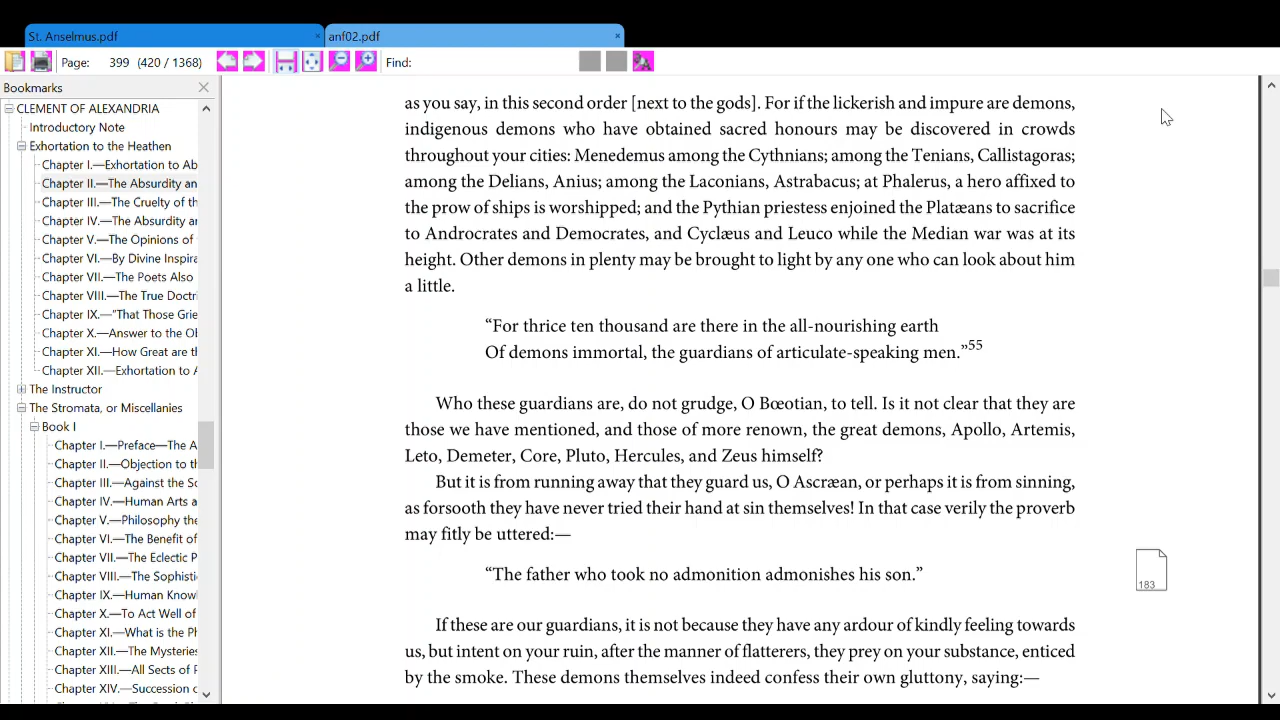 St. Anselmus.pdf
×
anf02.pdf
×
Page: 399 (420 / 1368)
Find:
Bookmarks
CLEMENT OF ALEXANDRIA
Introductory Note
Exhortation to the Heathen
Chapter I.—Exhortation to Ab
Chapter II.—The Absurdity an
Chapter III.—The Cruelty of th
Chapter IV.—The Absurdity ar
Chapter V.—The Opinions of
Chapter VI.—By Divine Inspira
Chapter VII.—The Poets Also
Chapter VIII.—The True Doctri
Chapter IX.—"That Those Grie
Chapter X.—Answer to the Ob
Chapter XI.—How Great are th
Chapter XII.—Exhortation to A
The Instructor
The Stromata, or Miscellanies
Book I
Chapter I.—Preface—The A
Chapter II.—Objection to th
Chapter III.—Against the So
Chapter IV.—Human Arts a
Chapter V.—Philosophy the
Chapter VI.—The Benefit of
Chapter VII.—The Eclectic P
Chapter VIII.—The Sophistic
Chapter IX.—Human Know
Chapter X.—To Act Well of
Chapter XI.—What is the Ph
Chapter XII.—The Mysteries
Chapter XIII.—All Sects of P
Chapter XIV.—Succession o
as you say, in this second order [next to the gods]. For if the lickerish and impure are demons,
indigenous demons who have obtained sacred honours may be discovered in crowds
throughout your cities: Menedemus among the Cythnians; among the Tenians, Callistagoras;
among the Delians, Anius; among the Laconians, Astrabacus; at Phalerus, a hero affixed to
the prow of ships is worshipped; and the Pythian priestess enjoined the Platæans to sacrifice
to Androcrates and Democrates, and Cyclæus and Leuco while the Median war was at its
height. Other demons in plenty may be brought to light by any one who can look about him
a little.
“For thrice ten thousand are there in the all-nourishing earth
Of demons immortal, the guardians of articulate-speaking men.”55
Who these guardians are, do not grudge, O Bœotian, to tell. Is it not clear that they are
those we have mentioned, and those of more renown, the great demons, Apollo, Artemis,
Leto, Demeter, Core, Pluto, Hercules, and Zeus himself?
But it is from running away that they guard us, O Ascræan, or perhaps it is from sinning,
as forsooth they have never tried their hand at sin themselves! In that case verily the proverb
may fitly be uttered:—
“The father who took no admonition admonishes his son.”
183
If these are our guardians, it is not because they have any ardour of kindly feeling towards
us, but intent on your ruin, after the manner of flatterers, they prey on your substance, enticed
by the smoke. These demons themselves indeed confess their own gluttony, saying:—